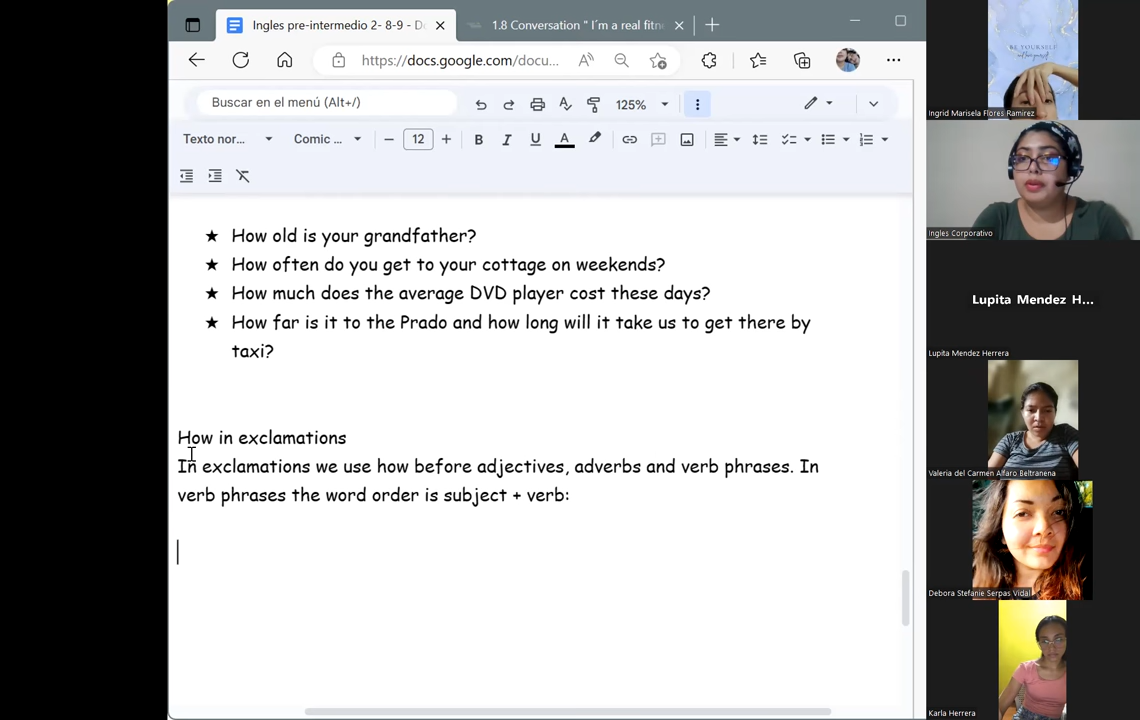 Ingles pre-intermedio 2- 8-9 - Do
1.8 Conversation " I´m a real fitn
https://docs.google.com/docu...
Buscar en el menú (Alt+/)
125%
Texto nor...
Comic ...
12
B I U A
★ How old is your grandfather?
★ How often do you get to your cottage on weekends?
★ How much does the average DVD player cost these days?
★ How far is it to the Prado and how long will it take us to get there by
taxi?
How in exclamations
In exclamations we use how before adjectives, adverbs and verb phrases. In
verb phrases the word order is subject + verb:
BE YOURSELF
Ingrid Marisela Flores Ramirez
Ingles Corporativo
Lupita Mendez H...
Lupita Mendez Herrera
Valeria del Carmen Alfaro Beltranena
Debora Stefanie Serpas Vidal
Karla Herrera